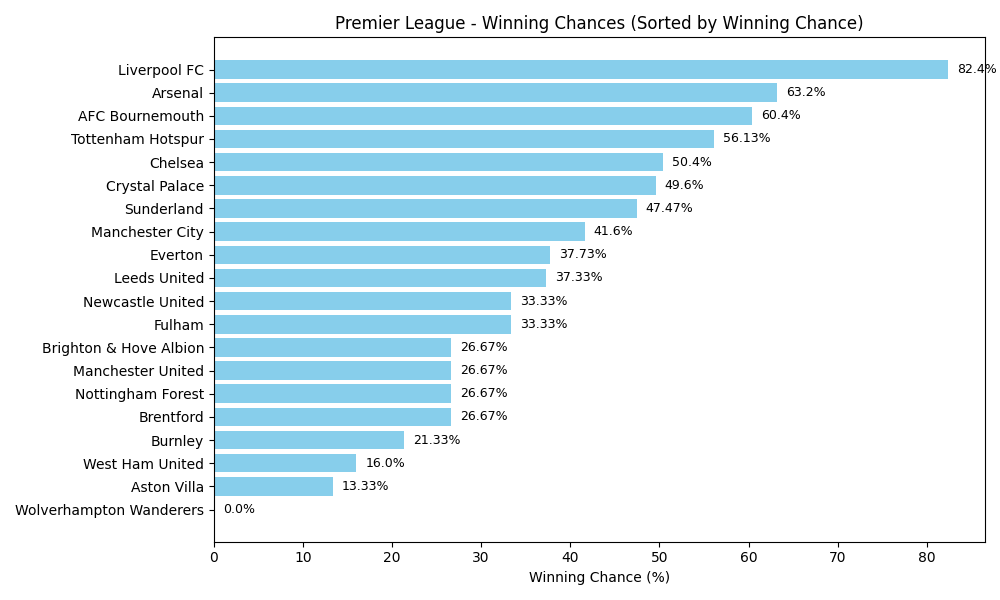 Premier League - Winning Chances (Sorted by Winning Chance)
Liverpool FC 82.4%
Arsenal 63.2%
AFC Bournemouth 60.4%
Tottenham Hotspur 56.13%
Chelsea 50.4%
Crystal Palace 49.6%
Sunderland 47.47%
Manchester City 41.6%
Everton 37.73%
Leeds United 37.33%
Newcastle United 33.33%
Fulham 33.33%
Brighton & Hove Albion 26.67%
Manchester United 26.67%
Nottingham Forest 26.67%
Brentford 26.67%
Burnley 21.33%
West Ham United 16.0%
Aston Villa 13.33%
Wolverhampton Wanderers 0.0%
0 10 20 30 40 50 60 70 80
Winning Chance (%)